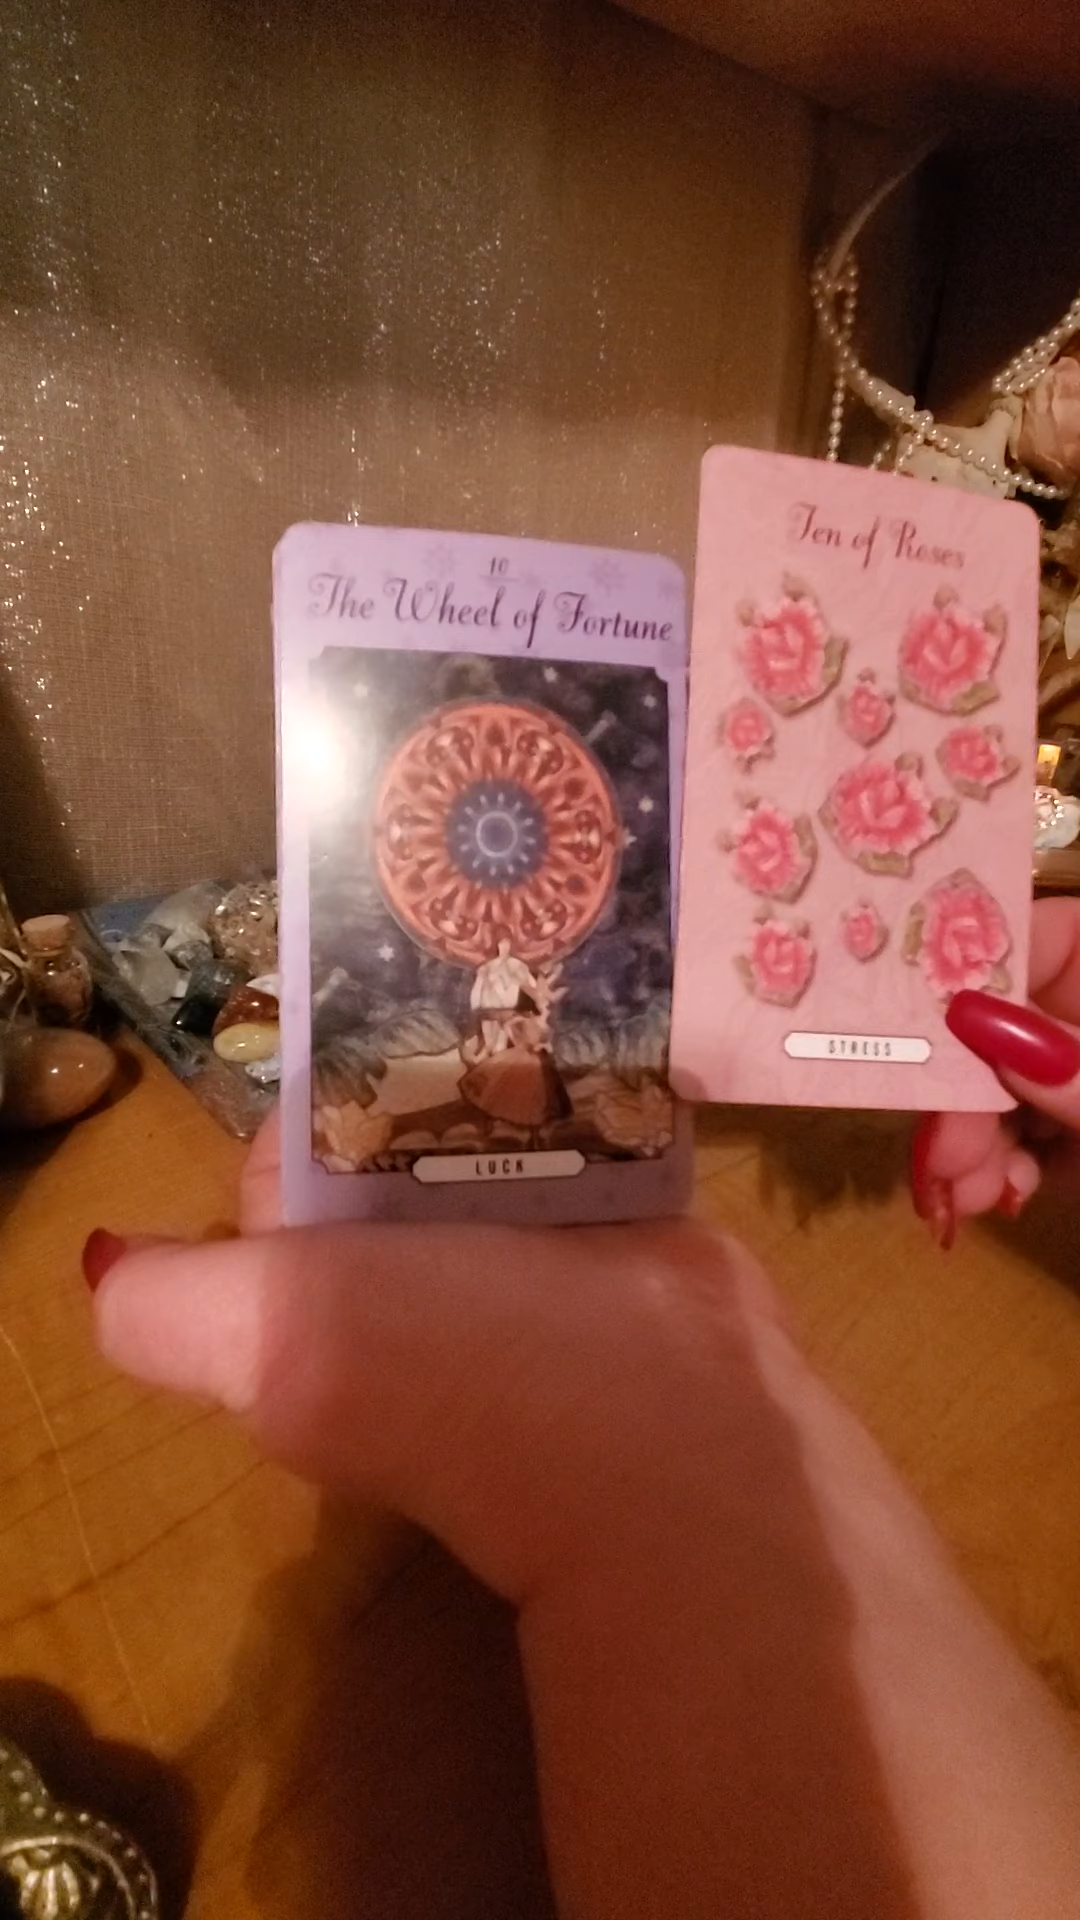 10
The Wheel of Fortune
LUCK
Ten of Roses
STRESS